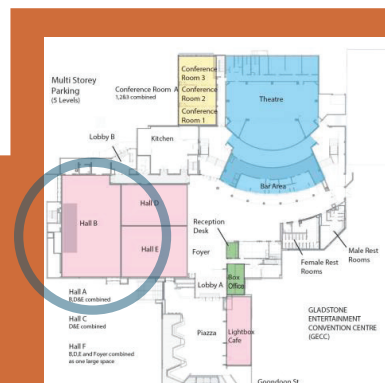 Multi Storey
Parking
(5 Levels)
Conference Room A
1,2&3 combined
Conference
Room 3
Conference
Room 2
Conference
Room 1
Theatre
Lobby B
Kitchen
Bar Area
Hall D
Hall B
Hall E
Reception
Desk
Foyer
Female Rest
Rooms
Male Rest
Rooms
Box
Office
Lobby A
Hall A
B,D&E combined
Hall C
D&E combined
Hall F
B,D,E and Foyer combined
as one large space
Piazza
Lightbox
Cafe
GLADSTONE
ENTERTAINMENT
CONVENTION CENTRE
(GECC)
Goondoon St